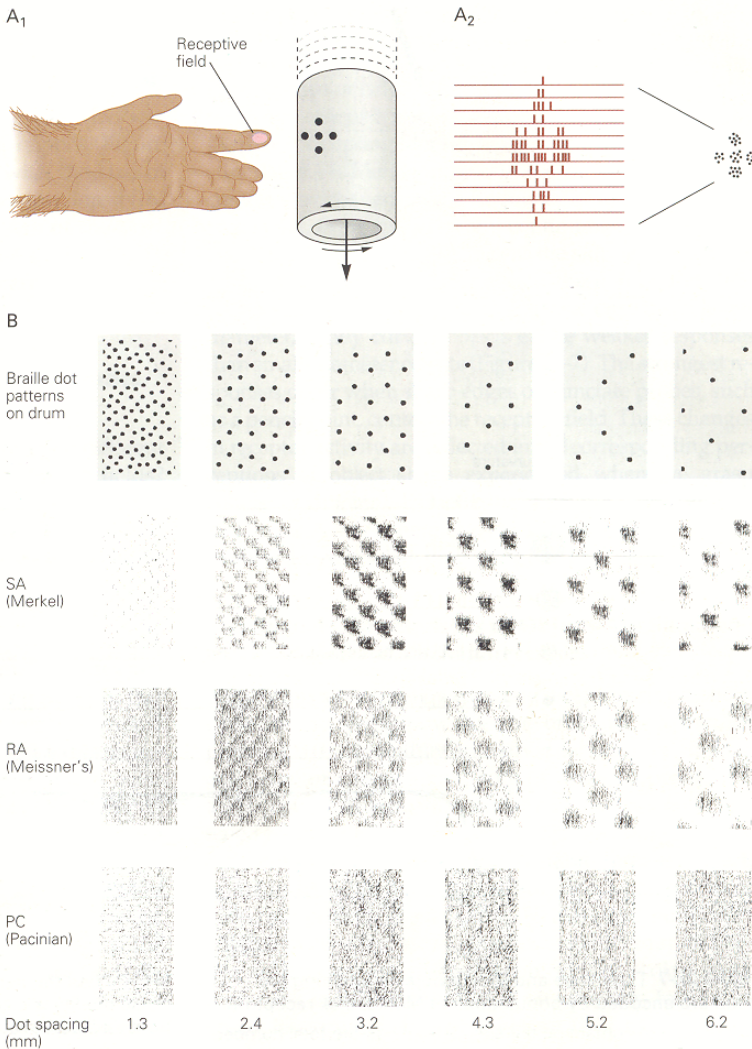 A1
A2
Receptive
field
B
Braille dot
patterns
on drum
SA
(Merkel)
RA
(Meissner's)
PC
(Pacinian)
Dot spacing 1.3 2.4 3.2 4.3 5.2 6.2
(mm)